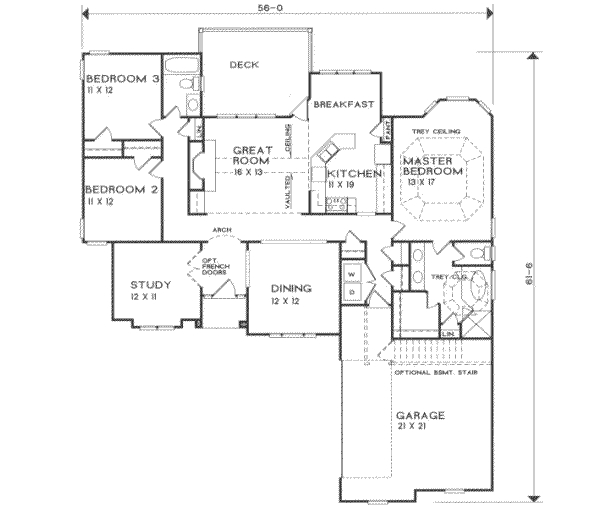 56-0
DECK
BEDROOM 3
11 X 12
BREAKFAST
LIN.
PANT.
CEILING
VAULTED
GREAT
ROOM
16 X 13
TREY CEILING
MASTER
BEDROOM
13 X 17
KITCHEN
11 X 19
BEDROOM 2
11 X 12
ARCH
OPT.
FRENCH
DOORS
STUDY
12 X 11
DINING
12 X 12
W
D
TREY CLG.
LIN.
61-6
OPTIONAL BSMT. STAIR
GARAGE
21 X 21